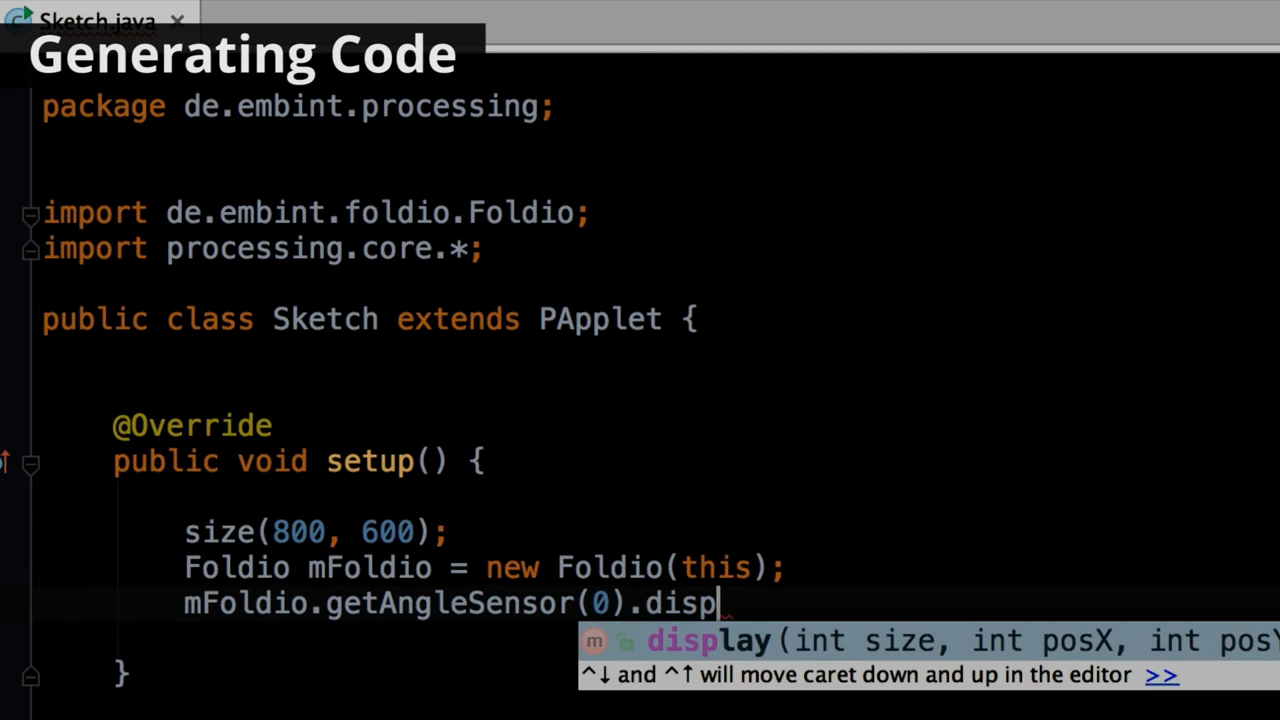 Sketch.java
Generating Code
package de.embint.processing;
import de.embint.foldio.Foldio;
import processing.core.*;
public class Sketch extends PApplet {
@Override
public void setup() {
size(800, 600);
Foldio mFoldio = new Foldio(this);
mFoldio.getAngleSensor(0).disp
m display(int size, int posX, int posY
^↓ and ^↑ will move caret down and up in the editor >>
}